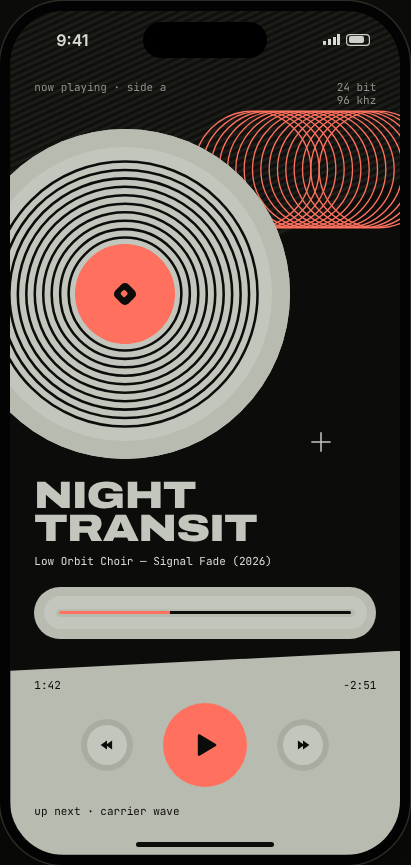 9:41
now playing · side a
24 bit
96 khz
NIGHT
TRANSIT
Low Orbit Choir — Signal Fade (2026)
1:42
-2:51
up next · carrier wave